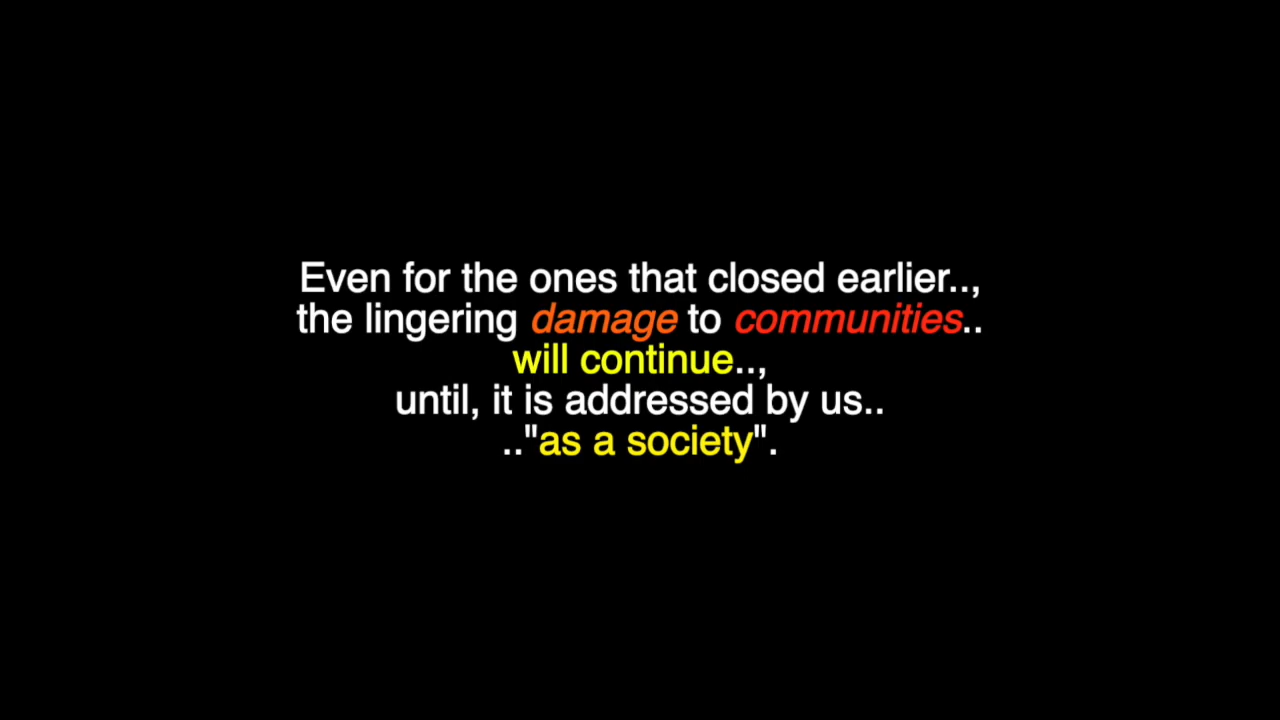 Even for the ones that closed earlier..,
the lingering damage to communities..
will continue..,
until, it is addressed by us..
.."as a society".